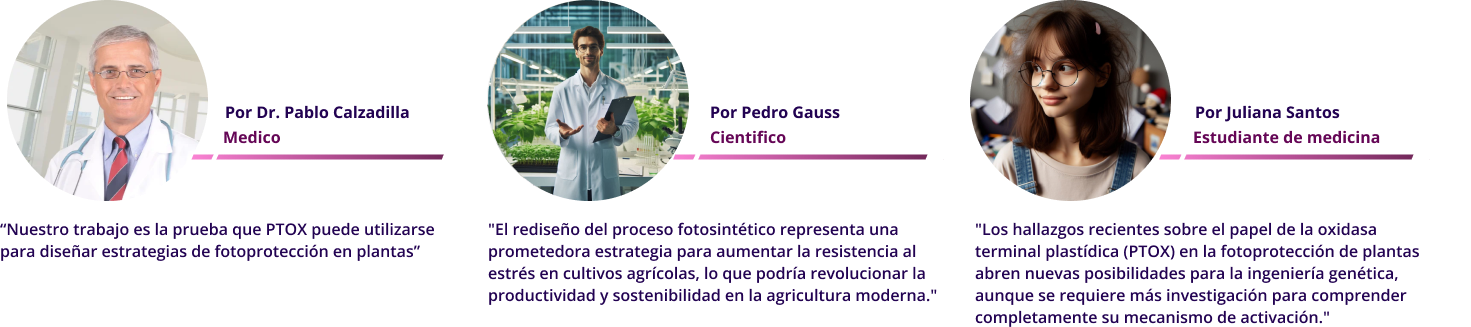 Por Dr. Pablo Calzadilla
Medico
“Nuestro trabajo es la prueba que PTOX puede utilizarse
para diseñar estrategias de fotoprotección en plantas”
Por Pedro Gauss
Cientifico
"El rediseño del proceso fotosintético representa una
prometedora estrategia para aumentar la resistencia al
estrés en cultivos agrícolas, lo que podría revolucionar la
productividad y sostenibilidad en la agricultura moderna."
Por Juliana Santos
Estudiante de medicina
"Los hallazgos recientes sobre el papel de la oxidasa
terminal plastídica (PTOX) en la fotoprotección de plantas
abren nuevas posibilidades para la ingeniería genética,
aunque se requiere más investigación para comprender
completamente su mecanismo de activación."